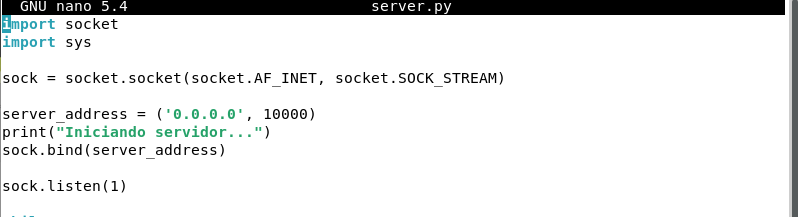 GNU nano 5.4 server.py
import socket
import sys
sock = socket.socket(socket.AF_INET, socket.SOCK_STREAM)
server_address = ('0.0.0.0', 10000)
print("Iniciando servidor...")
sock.bind(server_address)
sock.listen(1)